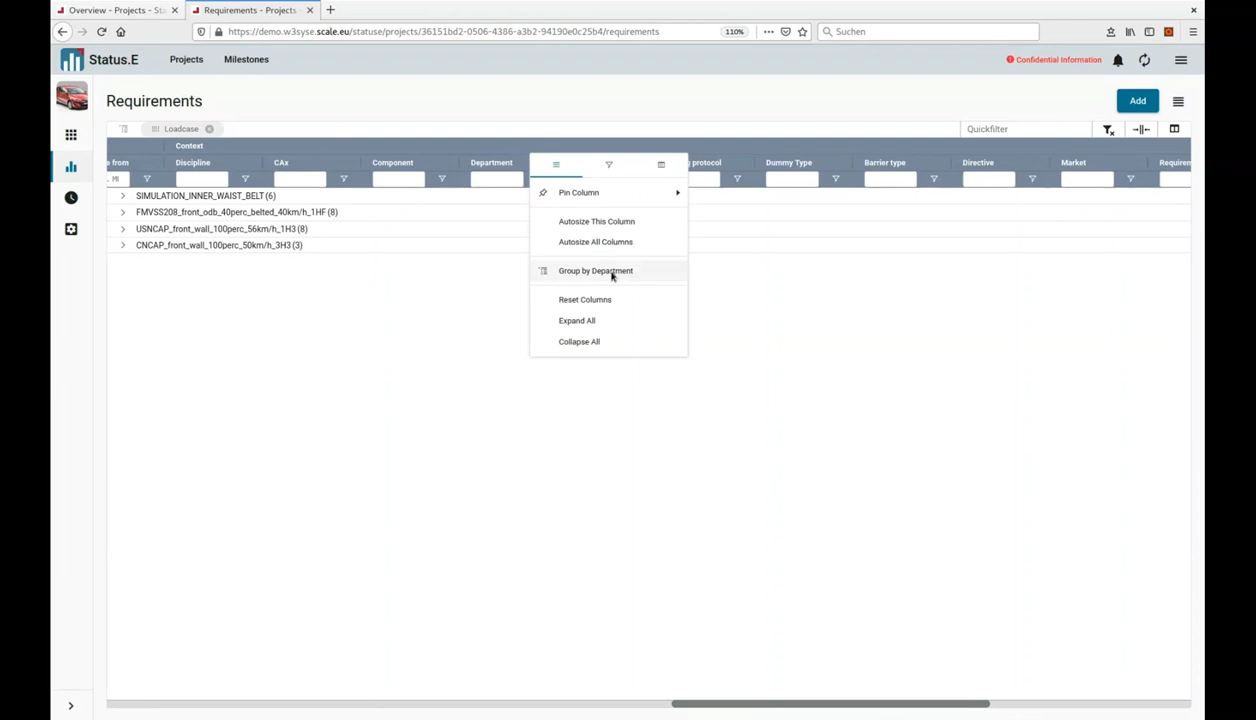 Overview - Projects - Sta
Requirements - Projects -
https://demo.w3syse.scale.eu/statuse/projects/36151bd2-0506-4386-a3b2-94190e0c25b4/requirements
110%
Suchen
Status.E
Projects
Milestones
Confidential Information
Requirements
Add
Loadcase
Quickfilter
Context
e from
Discipline
CAx
Component
Department
g protocol
Dummy Type
Barrier type
Directive
Market
Requirem
. MI
SIMULATION_INNER_WAIST_BELT (6)
FMVSS208_front_odb_40perc_belted_40km/h_1HF (8)
USNCAP_front_wall_100perc_56km/h_1H3 (8)
CNCAP_front_wall_100perc_50km/h_3H3 (3)
Pin Column
Autosize This Column
Autosize All Columns
Group by Department
Reset Columns
Expand All
Collapse All